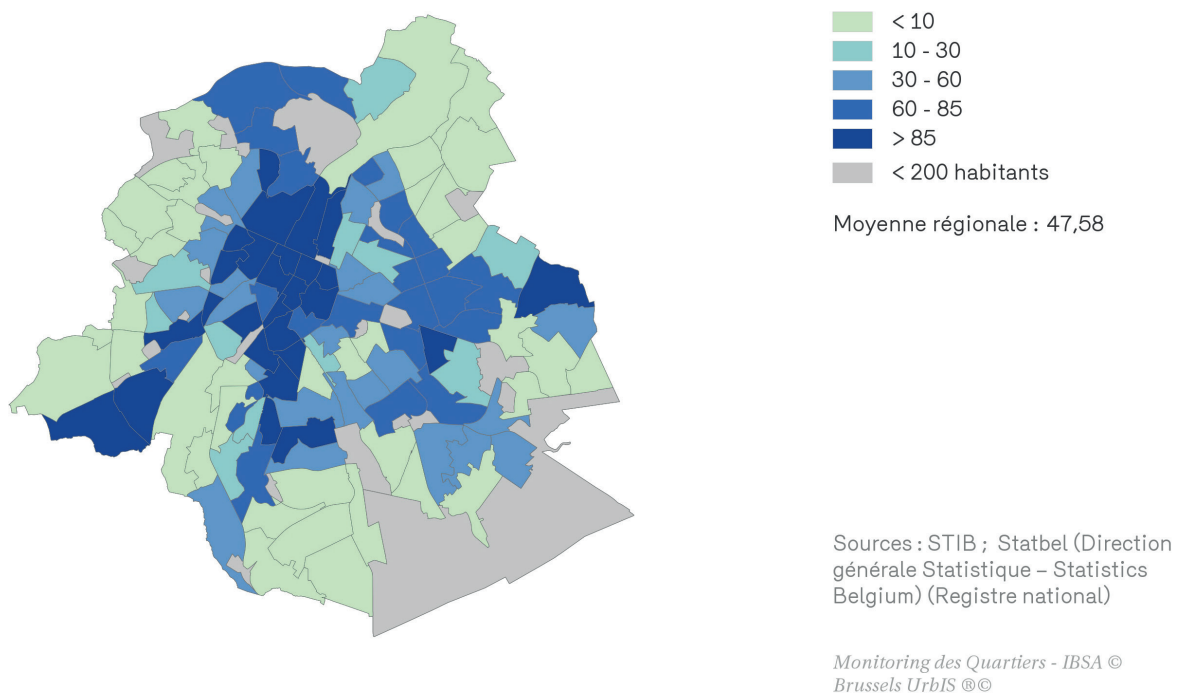 < 10
10 - 30
30 - 60
60 - 85
> 85
< 200 habitants
Moyenne régionale : 47,58
Sources : STIB ; Statbel (Direction
générale Statistique – Statistics
Belgium) (Registre national)
Monitoring des Quartiers - IBSA ©
Brussels UrbIS ®©